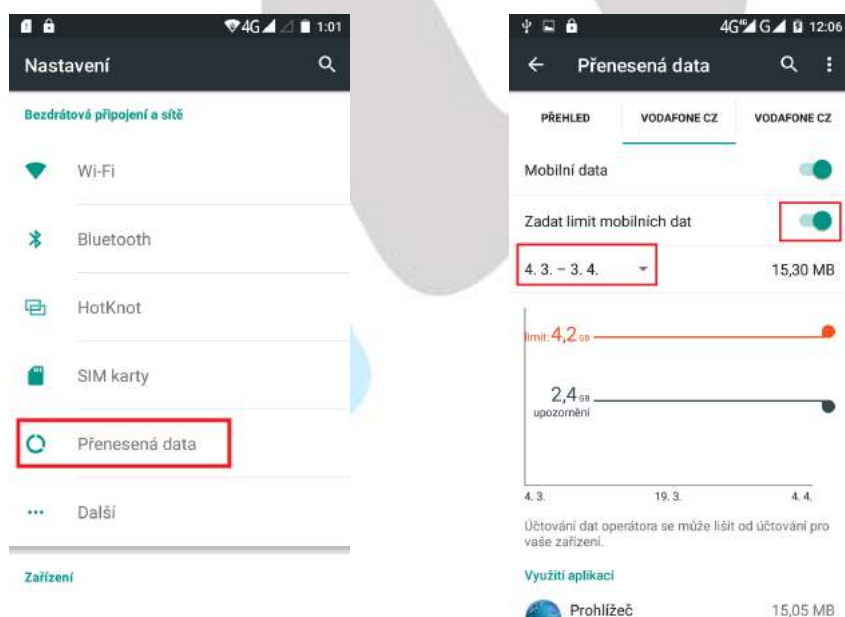 4G 1:01
Nastavení
Bezdrátová připojení a sítě
Wi-Fi
Bluetooth
HotKnot
SIM karty
Přenesená data
Další
Zařízení
4G 4G G 12:06
Přenesená data
PŘEHLED VODAFONE CZ VODAFONE CZ
Mobilní data
Zadat limit mobilních dat
4. 3. – 3. 4. 15,30 MB
limit: 4,2 GB
2,4 GB
upozornění
4. 3. 19. 3. 4. 4.
Účtování dat operátora se může lišit od účtování pro
vaše zařízení.
Využití aplikací
Prohlížeč 15,05 MB